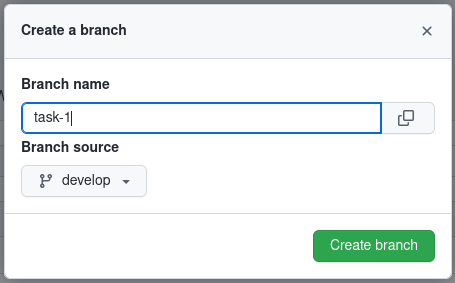 Create a branch
Branch name
task-1
Branch source
develop
Create branch